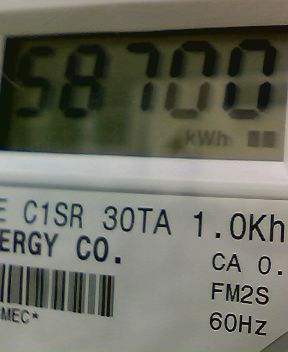 58700
kWh
E C1SR 30TA 1.0Kh
ERGY CO.
CA 0.
FM2S
MEC*
60Hz